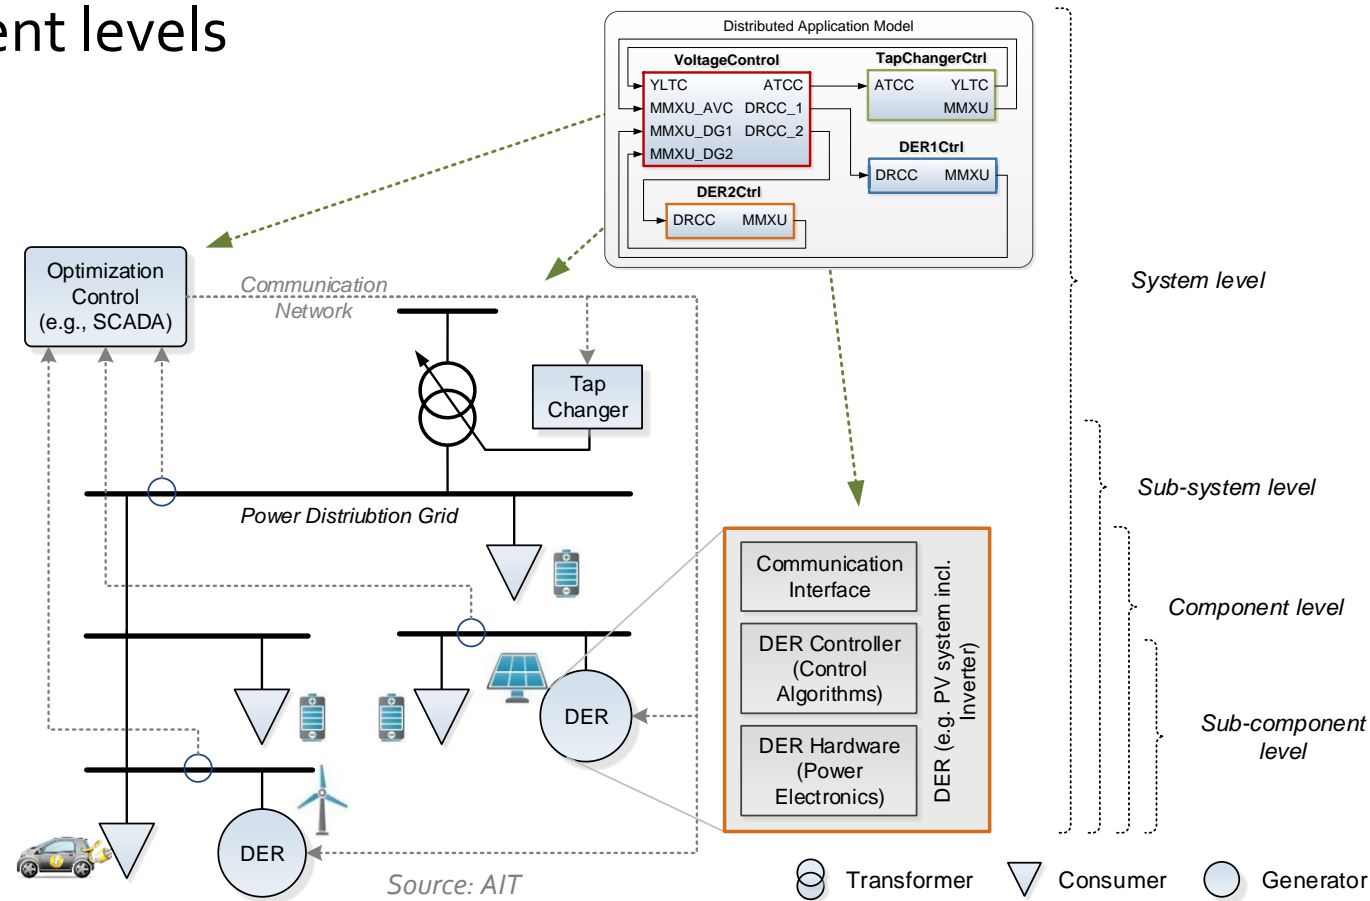 ent levels
Distributed Application Model
VoltageControl
TapChangerCtrl
YLTC ATCC
MMXU_AVC DRCC_1
MMXU_DG1 DRCC_2
MMXU_DG2
ATCC YLTC
MMXU
DER1Ctrl
DRCC MMXU
DER2Ctrl
DRCC MMXU
Optimization
Control
(e.g., SCADA)
Communication
Network
System level
Tap
Changer
Sub-system level
Power Distriubtion Grid
Communication
Interface
DER Controller
(Control
Algorithms)
DER Hardware
(Power
Electronics)
DER (e.g. PV system incl.
Inverter)
Component level
Sub-component
level
DER
DER
Source: AIT
Transformer
Consumer
Generator